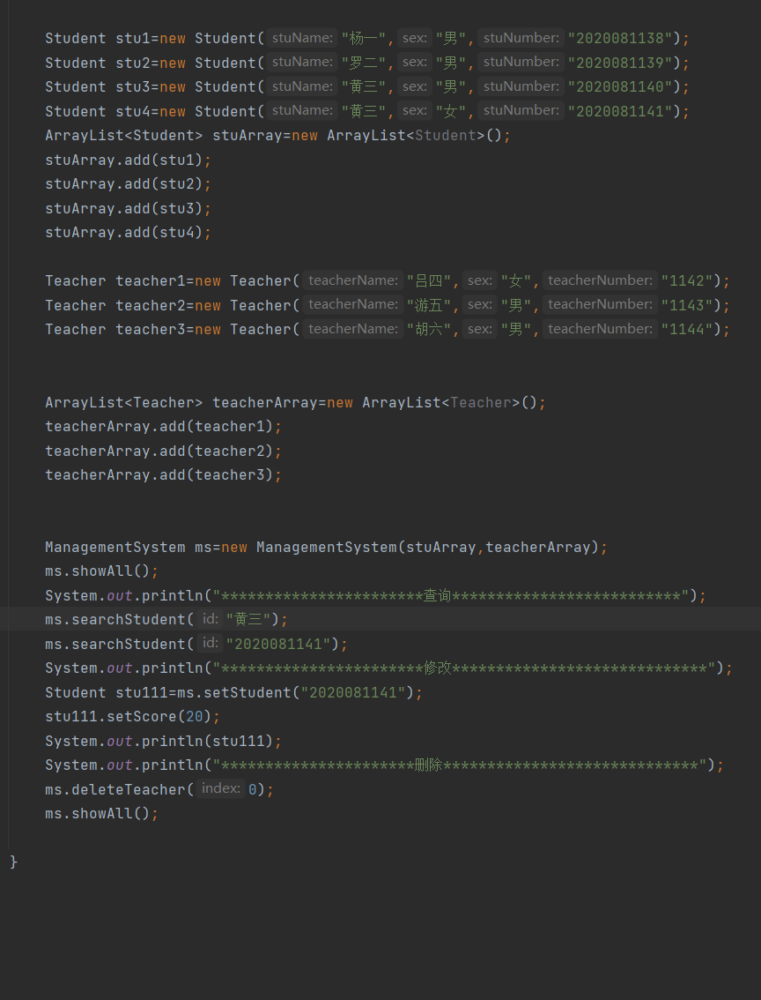 Student stu1=new Student( stuName: "杨一", sex: "男", stuNumber: "2020081138");
Student stu2=new Student( stuName: "罗二", sex: "男", stuNumber: "2020081139");
Student stu3=new Student( stuName: "黄三", sex: "男", stuNumber: "2020081140");
Student stu4=new Student( stuName: "黄三", sex: "女", stuNumber: "2020081141");
ArrayList<Student> stuArray=new ArrayList<Student>();
stuArray.add(stu1);
stuArray.add(stu2);
stuArray.add(stu3);
stuArray.add(stu4);
Teacher teacher1=new Teacher( teacherName: "吕四", sex: "女", teacherNumber: "1142");
Teacher teacher2=new Teacher( teacherName: "游五", sex: "男", teacherNumber: "1143");
Teacher teacher3=new Teacher( teacherName: "胡六", sex: "男", teacherNumber: "1144");
ArrayList<Teacher> teacherArray=new ArrayList<Teacher>();
teacherArray.add(teacher1);
teacherArray.add(teacher2);
teacherArray.add(teacher3);
ManagementSystem ms=new ManagementSystem(stuArray,teacherArray);
ms.showAll();
System.out.println("***********************查询**************************");
ms.searchStudent( id: "黄三");
ms.searchStudent( id: "2020081141");
System.out.println("***********************修改*****************************");
Student stu111=ms.setStudent("2020081141");
stu111.setScore(20);
System.out.println(stu111);
System.out.println("**********************删除*****************************");
ms.deleteTeacher( index: 0);
ms.showAll();
}